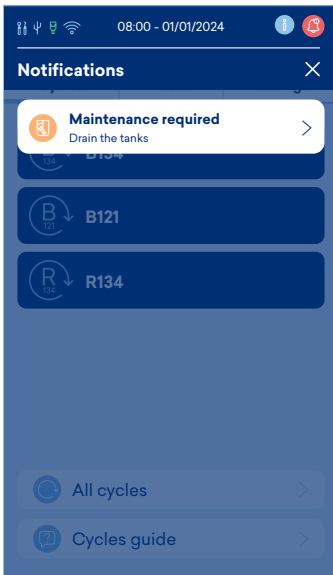 08:00 - 01/01/2024
Notifications
Maintenance required
Drain the tanks
B 134 B134
B 121 B121
R 134 R134
All cycles
Cycles guide